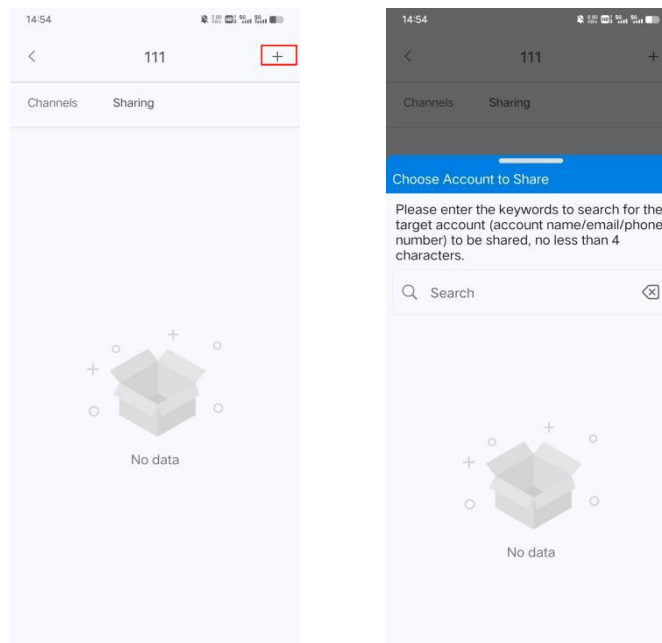 14:54
111
+
Channels Sharing
No data
14:54
111
+
Channels Sharing
Choose Account to Share
Please enter the keywords to search for the
target account (account name/email/phone
number) to be shared, no less than 4
characters.
Search
No data